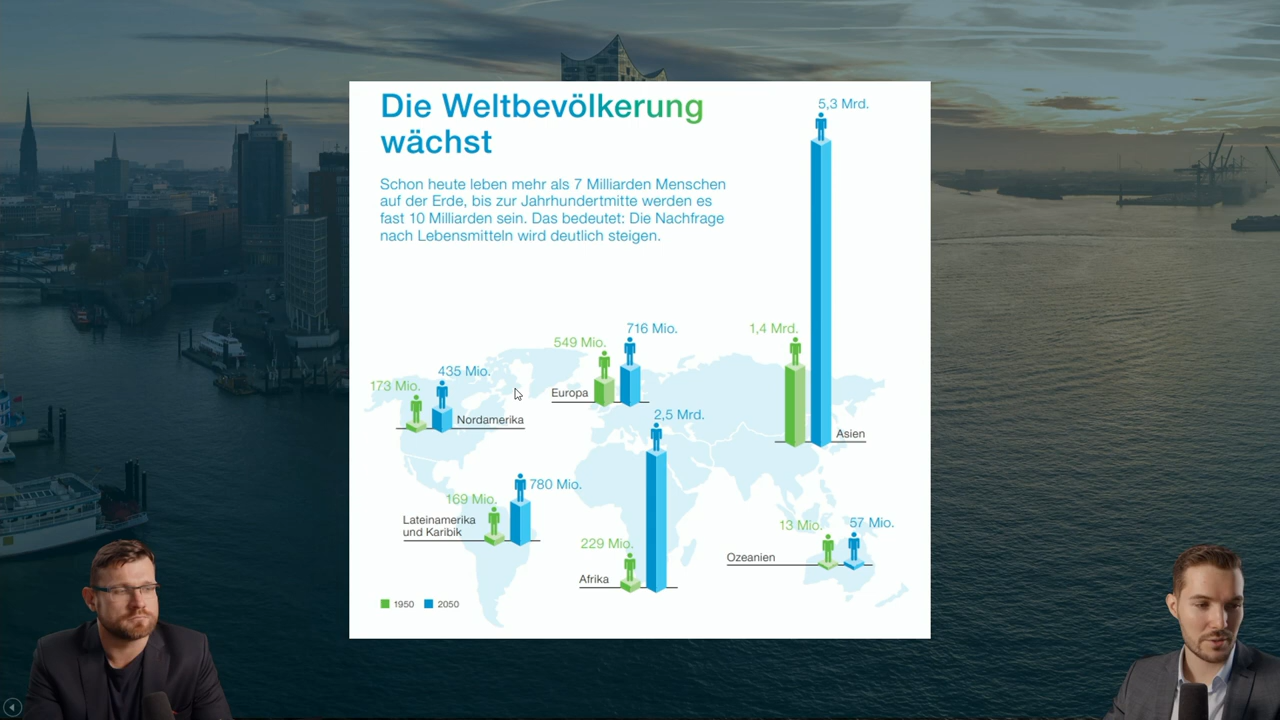 Die Weltbevölkerung
wächst
Schon heute leben mehr als 7 Milliarden Menschen
auf der Erde, bis zur Jahrhundertmitte werden es
fast 10 Milliarden sein. Das bedeutet: Die Nachfrage
nach Lebensmitteln wird deutlich steigen.
5,3 Mrd.
1,4 Mrd.
Asien
549 Mio.
716 Mio.
Europa
173 Mio.
435 Mio.
Nordamerika
2,5 Mrd.
229 Mio.
Afrika
169 Mio.
780 Mio.
Lateinamerika
und Karibik
13 Mio.
57 Mio.
Ozeanien
1950
2050